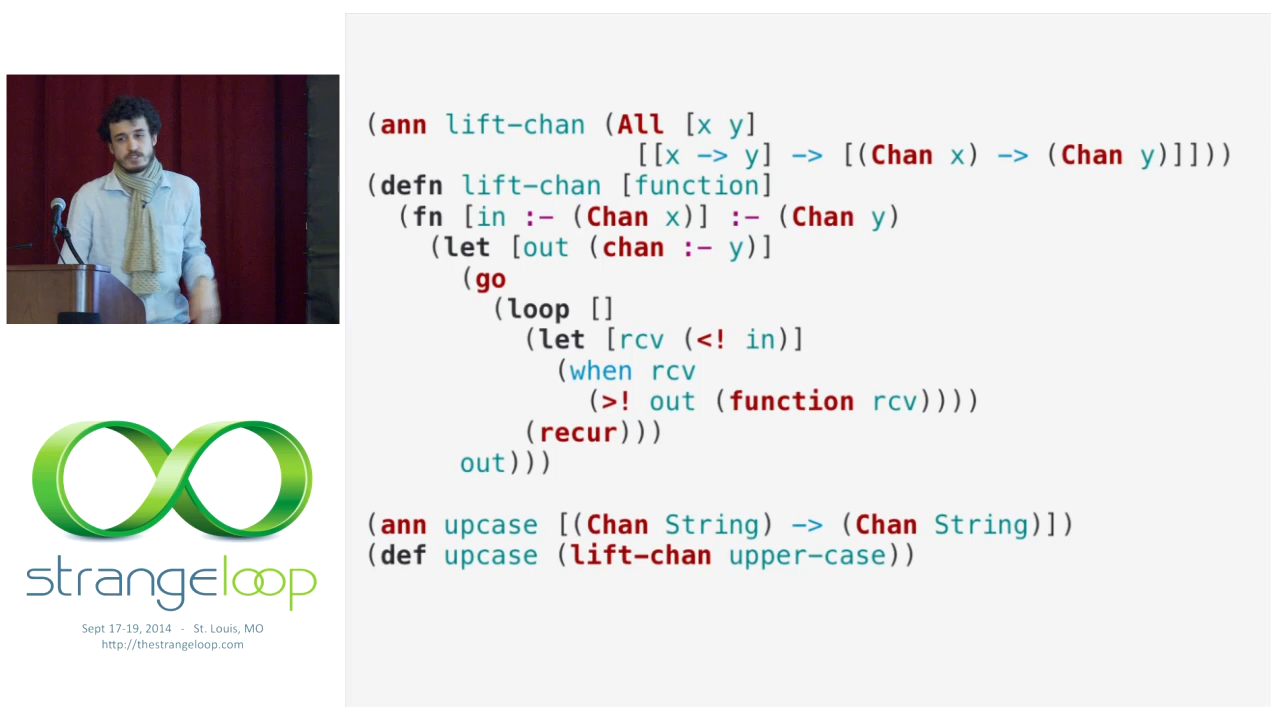 (ann lift-chan (All [x y]
[[x -> y] -> [(Chan x) -> (Chan y)]]))
(defn lift-chan [function]
(fn [in :- (Chan x)] :- (Chan y)
(let [out (chan :- y)]
(go
(loop []
(let [rcv (<! in)]
(when rcv
(>! out (function rcv))))
(recur)))
out)))
(ann upcase [(Chan String) -> (Chan String)])
(def upcase (lift-chan upper-case))
strangeloop
Sept 17-19, 2014 - St. Louis, MO
http://thestrangeloop.com